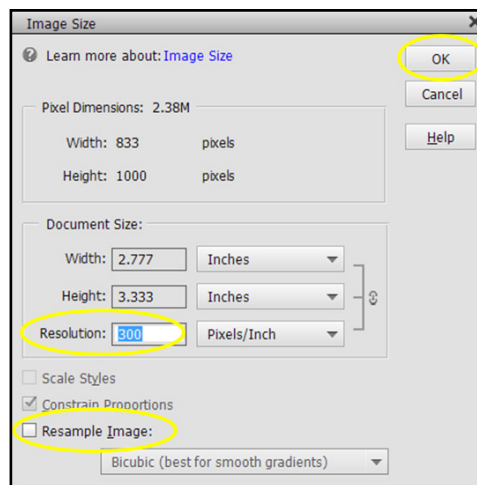 Image Size
Learn more about: Image Size
OK
Cancel
Help
Pixel Dimensions: 2.38M
Width: 833 pixels
Height: 1000 pixels
Document Size:
Width: 2.777 Inches
Height: 3.333 Inches
Resolution: 300 Pixels/Inch
Scale Styles
Constrain Proportions
Resample Image:
Bicubic (best for smooth gradients)